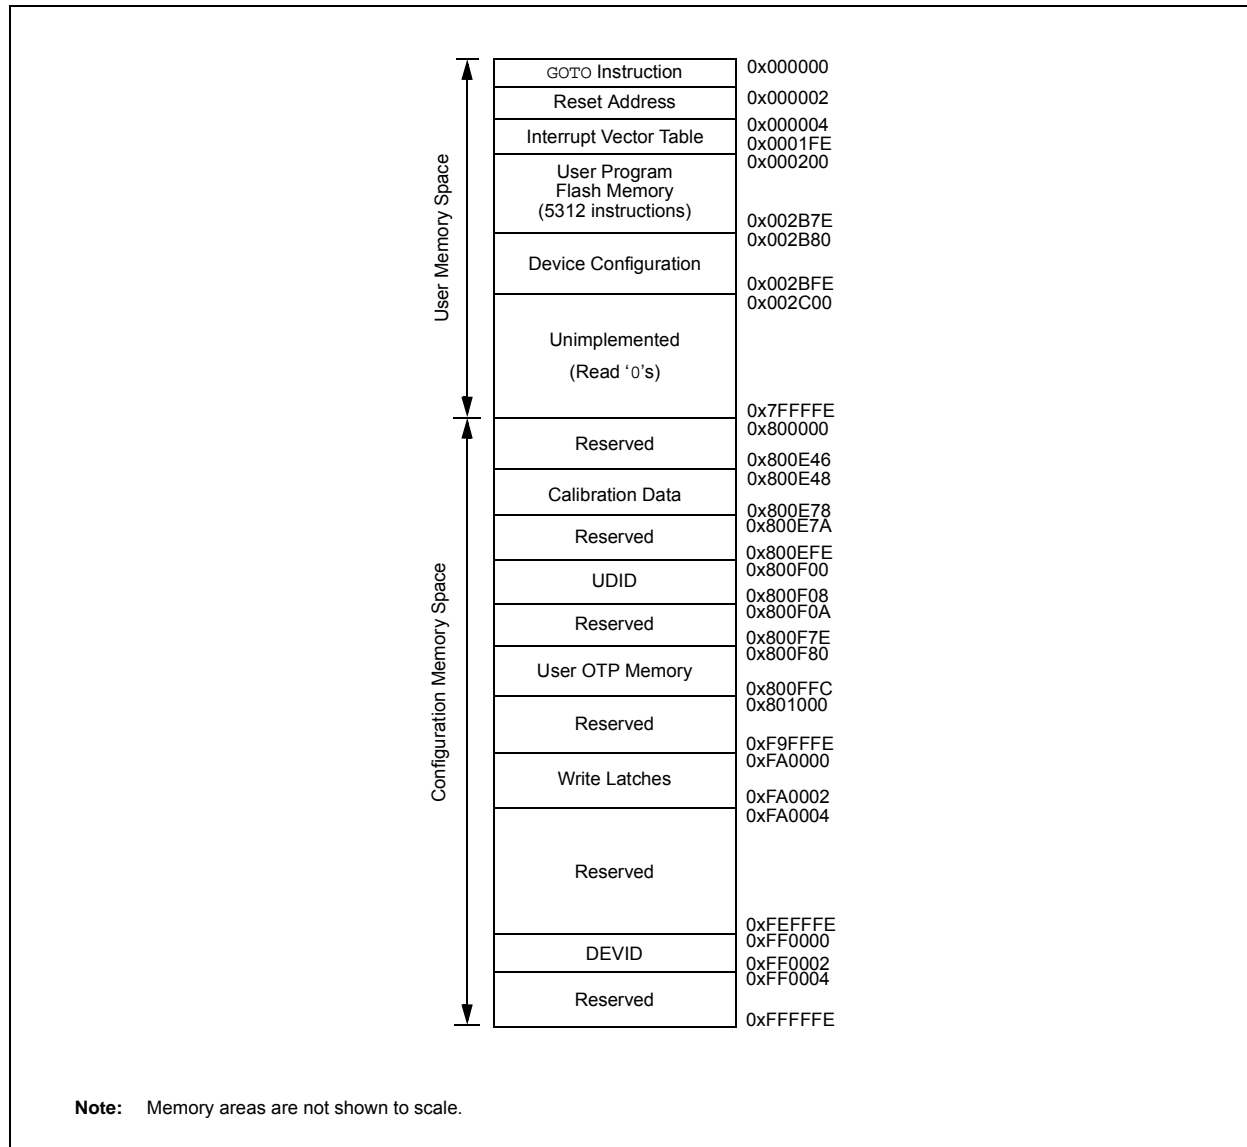 GOTO Instruction
0x000000
Reset Address
0x000002
Interrupt Vector Table
0x000004
0x0001FE
User Program
Flash Memory
(5312 instructions)
0x000200
0x002B7E
Device Configuration
0x002B80
0x002BFE
Unimplemented
(Read ‘0’s)
0x002C00
0x7FFFFE
User Memory Space
Reserved
0x800000
0x800E46
Calibration Data
0x800E48
0x800E78
Reserved
0x800E7A
0x800EFE
UDID
0x800F00
0x800F08
Reserved
0x800F0A
0x800F7E
User OTP Memory
0x800F80
0x800FFC
Reserved
0x801000
0xF9FFFE
Write Latches
0xFA0000
0xFA0002
Reserved
0xFA0004
0xFEFFFE
DEVID
0xFF0000
0xFF0002
Reserved
0xFF0004
0xFFFFFE
Configuration Memory Space
Note: Memory areas are not shown to scale.